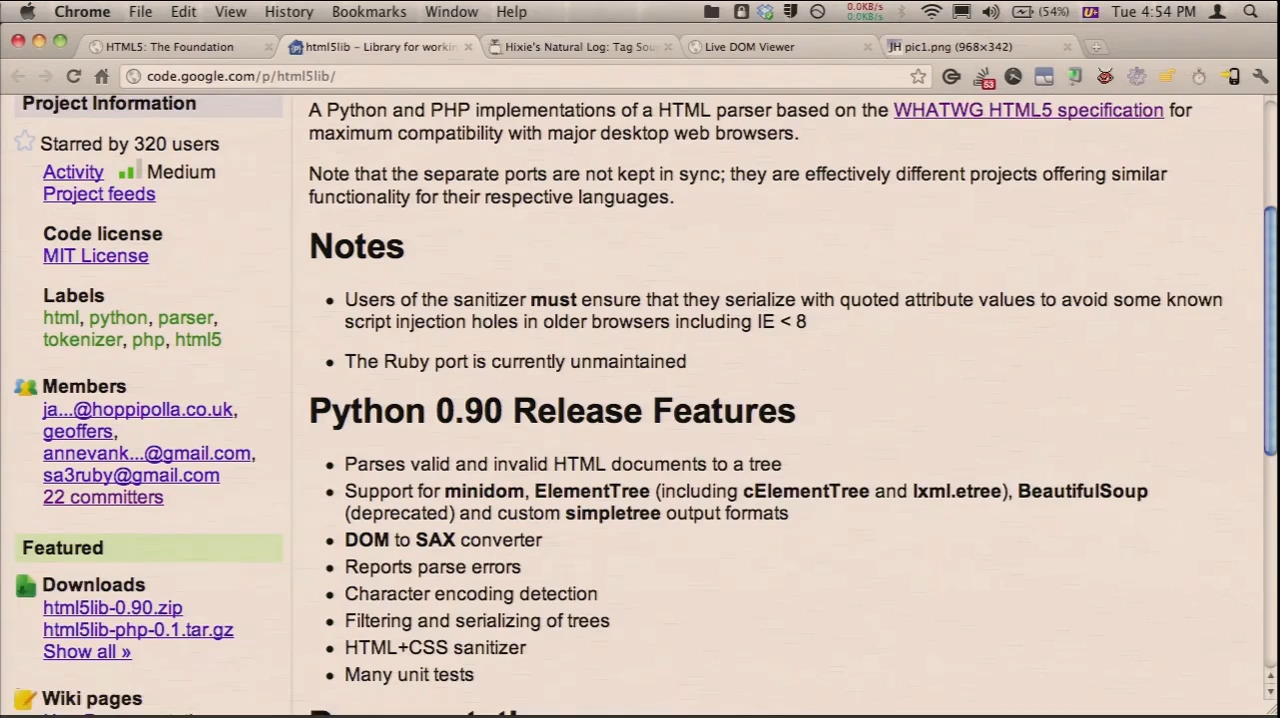 Chrome File Edit View History Bookmarks Window Help 0.0KB/s 0.0KB/s (54%) Tue 4:54 PM
HTML5: The Foundation html5lib - Library for workin Hixie's Natural Log: Tag Sou Live DOM Viewer JH pic1.png (968×342)
code.google.com/p/html5lib/ 53
Project Information
Starred by 320 users
Activity Medium
Project feeds
Code license
MIT License
Labels
html, python, parser,
tokenizer, php, html5
Members
ja...@hoppipolla.co.uk,
geoffers,
annevank...@gmail.com,
sa3ruby@gmail.com
22 committers
Featured
Downloads
html5lib-0.90.zip
html5lib-php-0.1.tar.gz
Show all »
Wiki pages
A Python and PHP implementations of a HTML parser based on the WHATWG HTML5 specification for
maximum compatibility with major desktop web browsers.
Note that the separate ports are not kept in sync; they are effectively different projects offering similar
functionality for their respective languages.
Notes
• Users of the sanitizer must ensure that they serialize with quoted attribute values to avoid some known
script injection holes in older browsers including IE < 8
• The Ruby port is currently unmaintained
Python 0.90 Release Features
• Parses valid and invalid HTML documents to a tree
• Support for minidom, ElementTree (including cElementTree and lxml.etree), BeautifulSoup
(deprecated) and custom simpletree output formats
• DOM to SAX converter
• Reports parse errors
• Character encoding detection
• Filtering and serializing of trees
• HTML+CSS sanitizer
• Many unit tests